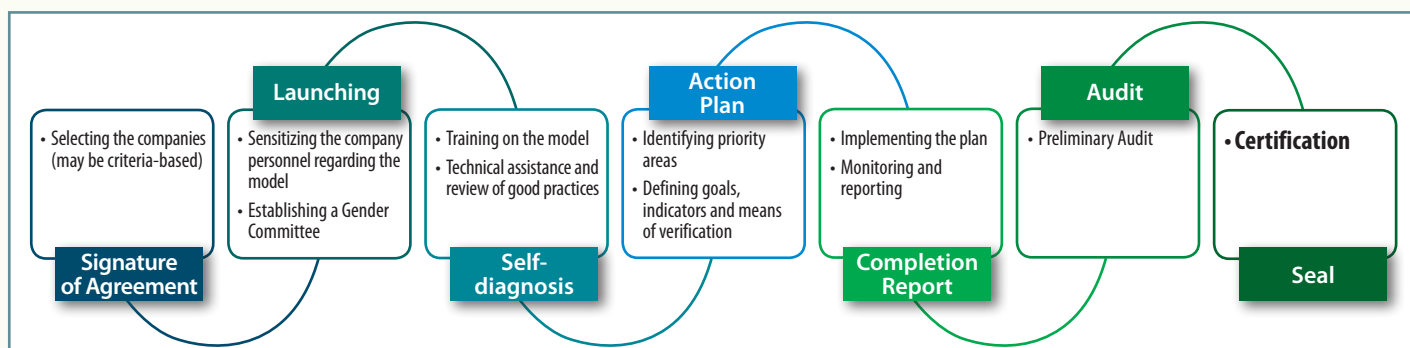 • Selecting the companies
(may be criteria-based)
Signature
of Agreement
Launching
• Sensitizing the company
personnel regarding the
model
• Establishing a Gender
Committee
• Training on the model
• Technical assistance and
review of good practices
Self-
diagnosis
Action
Plan
• Identifying priority
areas
• Defining goals,
indicators and means
of verification
• Implementing the plan
• Monitoring and
reporting
Completion
Report
Audit
• Preliminary Audit
• Certification
Seal